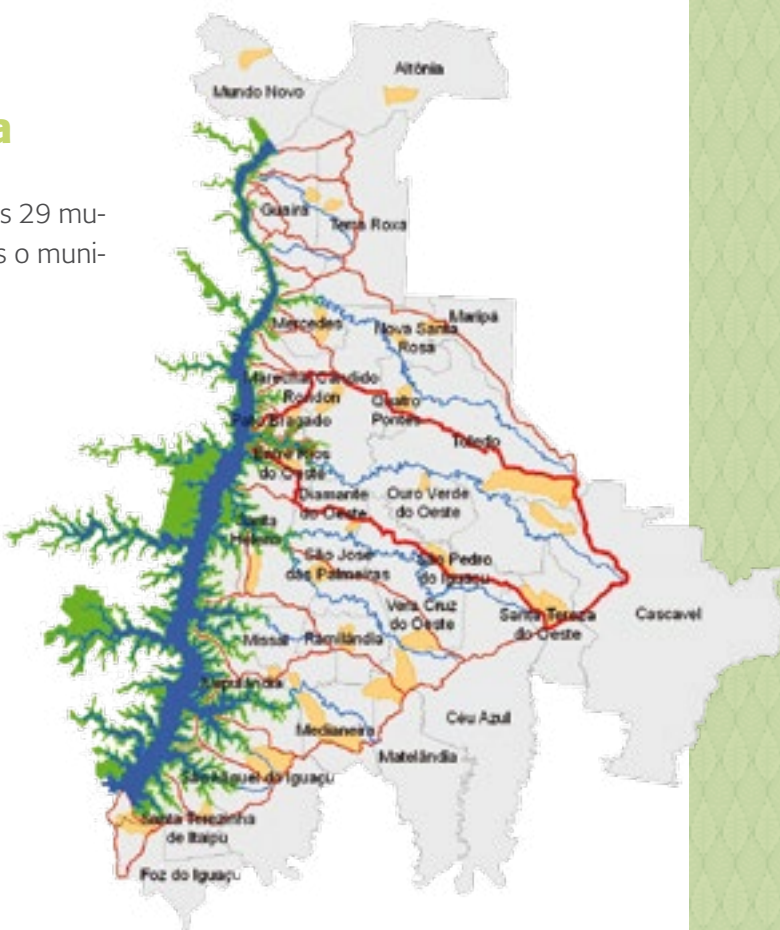 a
s 29 mu-
s o muni-
Altônia
Mundo Novo
Guaíra
Terra Roxa
Maripá
Mercedes
Nova Santa
Rosa
Marechal Cândido
Rondon
Quatro
Pontes
Pato Bragado
Toledo
Entre Rios
do Oeste
Diamante
do Oeste
Ouro Verde
do Oeste
Santa
Helena
São José
das Palmeiras
São Pedro
do Iguaçu
Vera Cruz
do Oeste
Santa Tereza
do Oeste
Cascavel
Missal
Ramilândia
Itaipulândia
Céu Azul
Medianeira
Matelândia
São Miguel do Iguaçu
Santa Terezinha
de Itaipu
Foz do Iguaçu